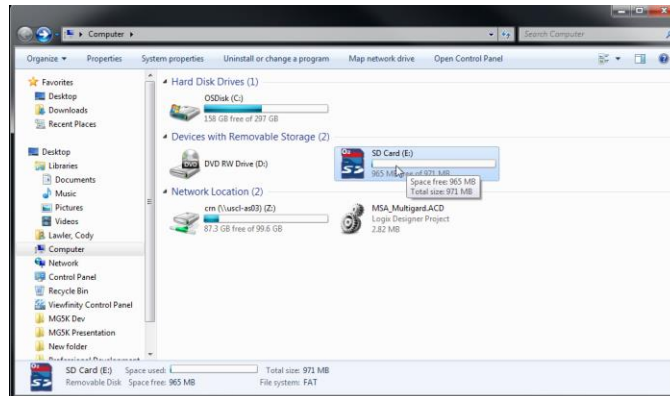 Computer
Search Computer
Organize
Properties
System properties
Uninstall or change a program
Map network drive
Open Control Panel
Favorites
Desktop
Downloads
Recent Places
Desktop
Libraries
Documents
Music
Pictures
Videos
Lawler, Cody
Computer
Network
Control Panel
Recycle Bin
Viewfinity Control Panel
MG5K Dev
MG5K Presentation
New folder
Hard Disk Drives (1)
OSDisk (C:)
158 GB free of 297 GB
Devices with Removable Storage (2)
DVD RW Drive (D:)
SD Card (E:)
965 MB free of 971 MB
Space free: 965 MB
Total size: 971 MB
Network Location (2)
crn (\\uscl-as03) (Z:)
87.3 GB free of 99.6 GB
MSA_Multigard.ACD
Logix Designer Project
2.82 MB
SD Card (E:) Space used: Total size: 971 MB
Removable Disk Space free: 965 MB File system: FAT